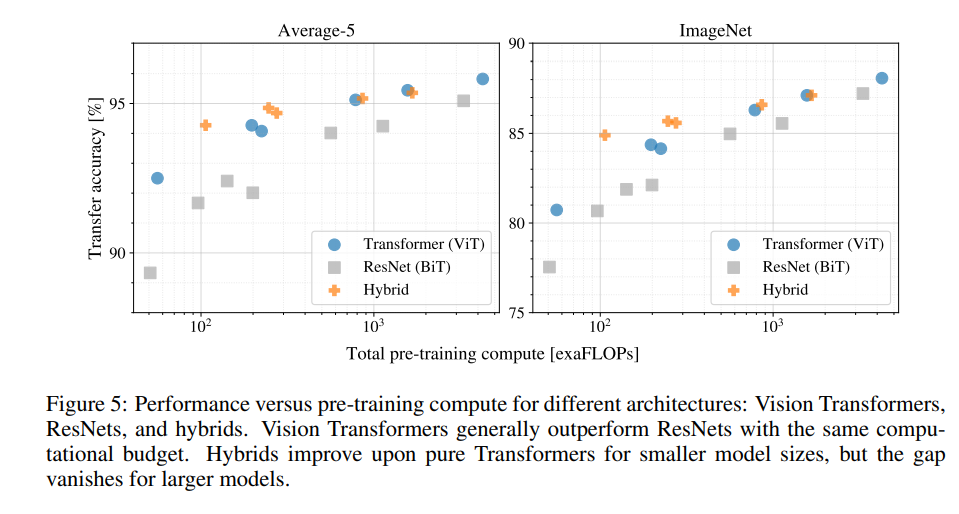 Average-5
ImageNet
Transfer accuracy [%]
95
90
10²
10³
Transformer (ViT)
ResNet (BiT)
Hybrid
90
85
80
75
10²
10³
Transformer (ViT)
ResNet (BiT)
Hybrid
Total pre-training compute [exaFLOPs]
Figure 5: Performance versus pre-training compute for different architectures: Vision Transformers,
ResNets, and hybrids. Vision Transformers generally outperform ResNets with the same compu-
tational budget. Hybrids improve upon pure Transformers for smaller model sizes, but the gap
vanishes for larger models.